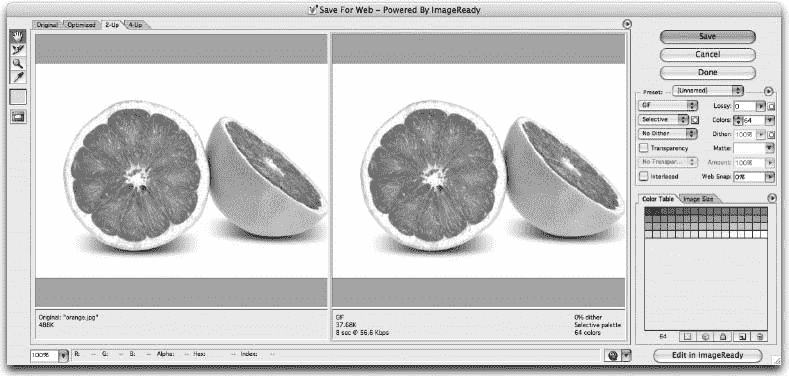 Save For Web – Powered By ImageReady
Original Optimized 2-Up 4-Up
Save
Cancel
Done
Preset: [Unnamed]
GIF Lossy: 0
Selective Colors: 64
No Dither Dither: 100%
Transparency Matte:
No Transpar... Amount: 100%
Interlaced Web Snap: 0%
Color Table Image Size
64
Original: "orange.jpg"
488K
GIF 0% dither
37.68K Selective palette
8 sec @ 56.6 Kbps 64 colors
100% R: -- G: -- B: -- Alpha: -- Hex: -- Index: --
Edit in ImageReady